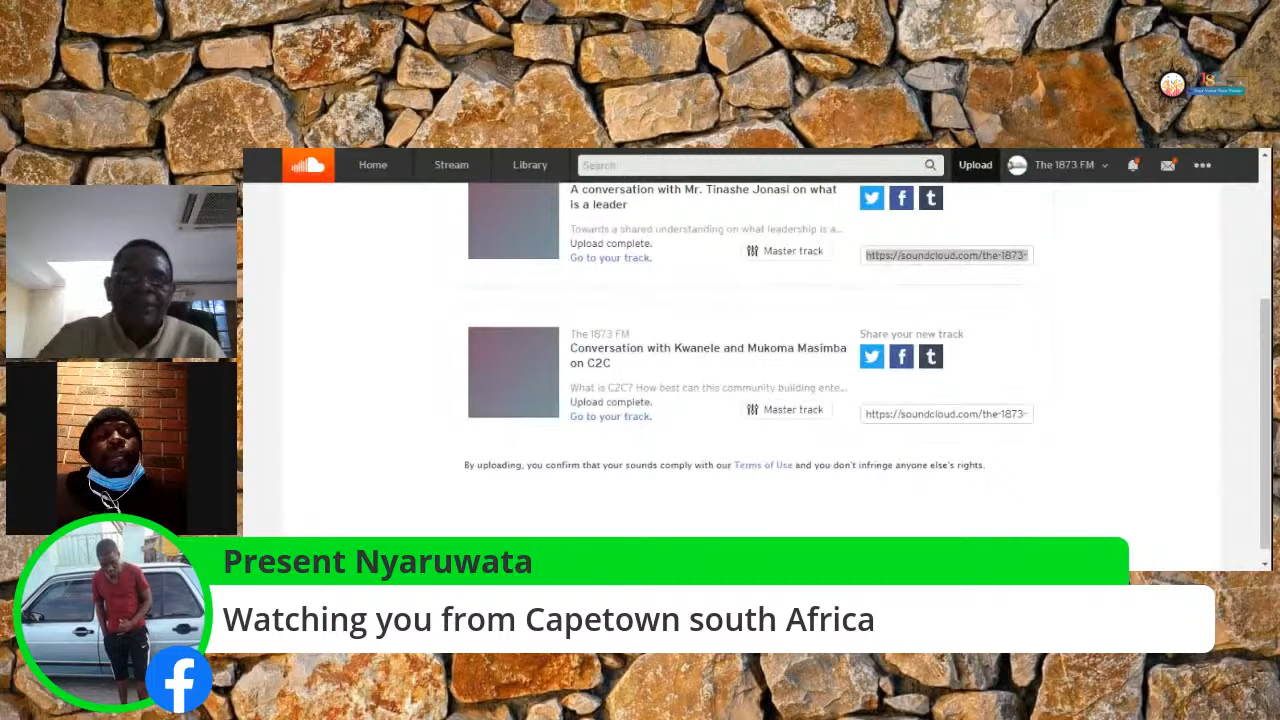 18
Your Voice Your Power
Home
Stream
Library
Search
Upload
The 1873 FM
A conversation with Mr. Tinashe Jonasi on what
is a leader
Towards a shared understanding on what leadership is a...
Upload complete.
Go to your track.
Master track
https://soundcloud.com/the-1873-
The 1873 FM
Conversation with Kwanele and Mukoma Masimba
on C2C
What is C2C? How best can this community building ente...
Upload complete.
Go to your track.
Master track
Share your new track
https://soundcloud.com/the-1873-
By uploading, you confirm that your sounds comply with our Terms of Use and you don't infringe anyone else's rights.
Present Nyaruwata
Watching you from Capetown south Africa